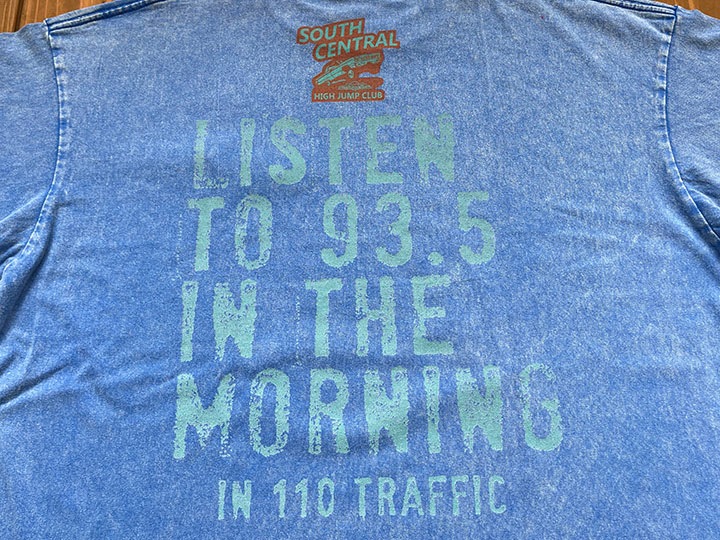 SOUTH
CENTRAL
HIGH JUMP CLUB
LISTEN
TO 93.5
IN THE
MORNING
IN 110 TRAFFIC